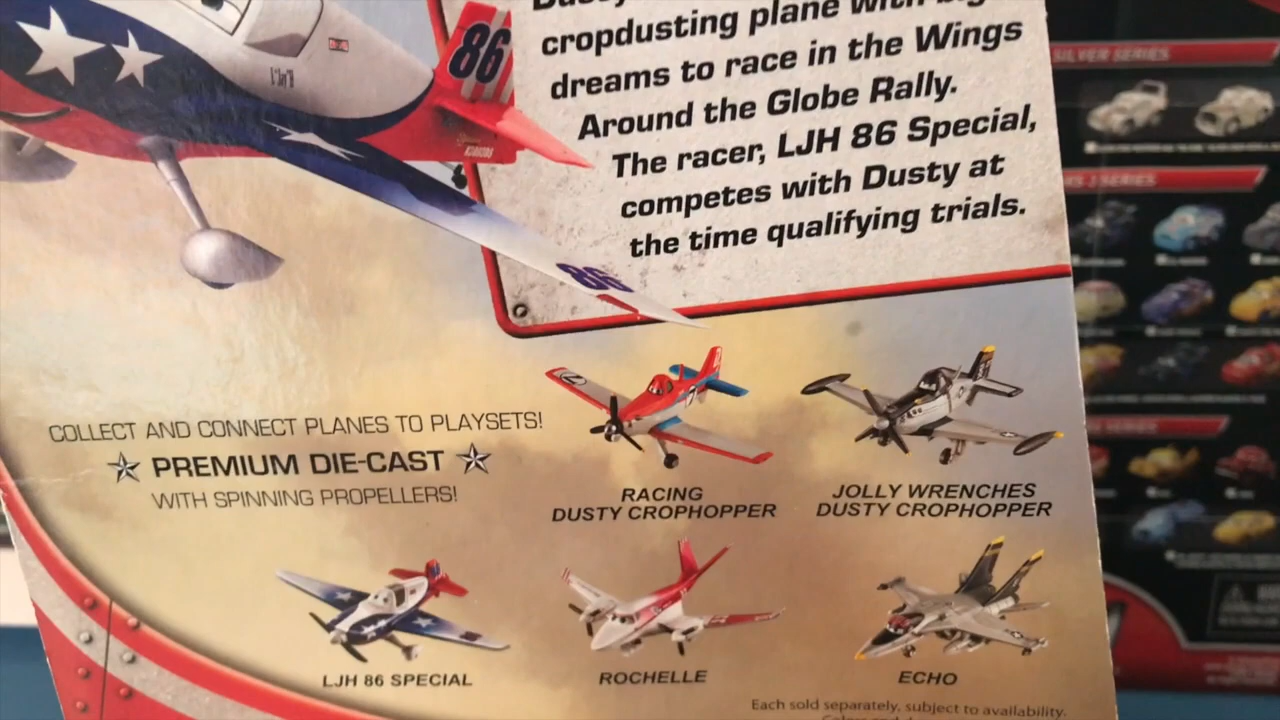 86
cropdusting plane with
dreams to race in the Wings
Around the Globe Rally.
The racer, LJH 86 Special,
competes with Dusty at
the time qualifying trials.
86
SILVER SERIES
SERIES
COLLECT AND CONNECT PLANES TO PLAYSETS!
PREMIUM DIE-CAST
WITH SPINNING PROPELLERS!
RACING
DUSTY CROPHOPPER
JOLLY WRENCHES
DUSTY CROPHOPPER
LJH 86 SPECIAL
ROCHELLE
ECHO
Each sold separately, subject to availability.